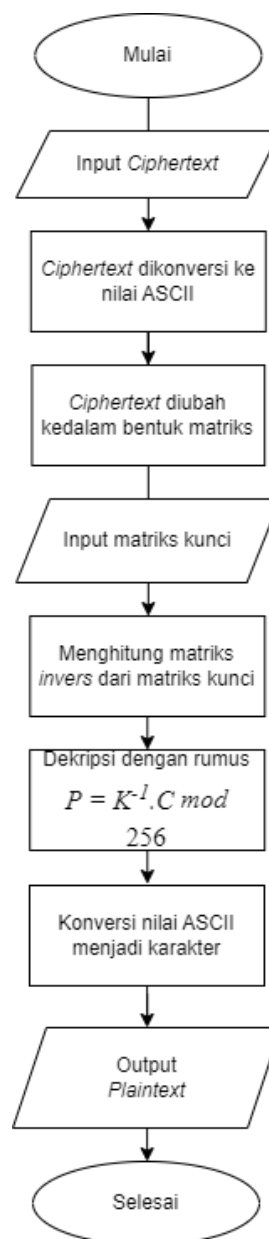 Mulai
Input Ciphertext
Ciphertext dikonversi ke
nilai ASCII
Ciphertext diubah
kedalam bentuk matriks
Input matriks kunci
Menghitung matriks
invers dari matriks kunci
Dekripsi dengan rumus
P = K⁻¹.C mod
256
Konversi nilai ASCII
menjadi karakter
Output
Plaintext
Selesai